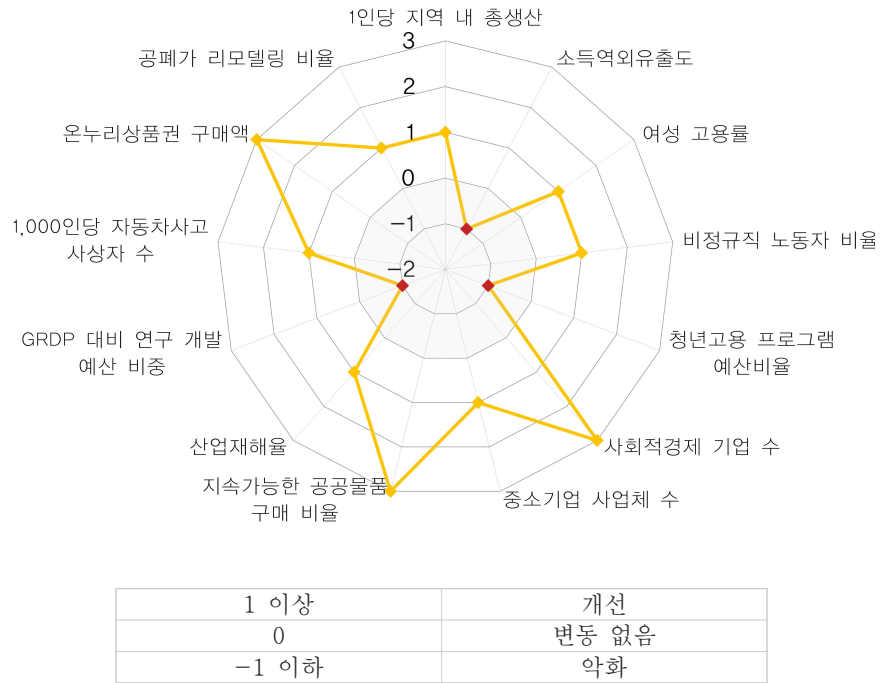 1인당 지역 내 총생산
3
공폐가 리모델링 비율
소득역외유출도
2
온누리상품권 구매액
1
여성 고용률
0
1,000인당 자동차사고
사상자 수
-1
비정규직 노동자 비율
-2
GRDP 대비 연구 개발
예산 비중
청년고용 프로그램
예산비율
산업재해율
사회적경제 기업 수
지속가능한 공공물품
구매 비율
중소기업 사업체 수
1 이상 개선
0 변동 없음
-1 이하 악화